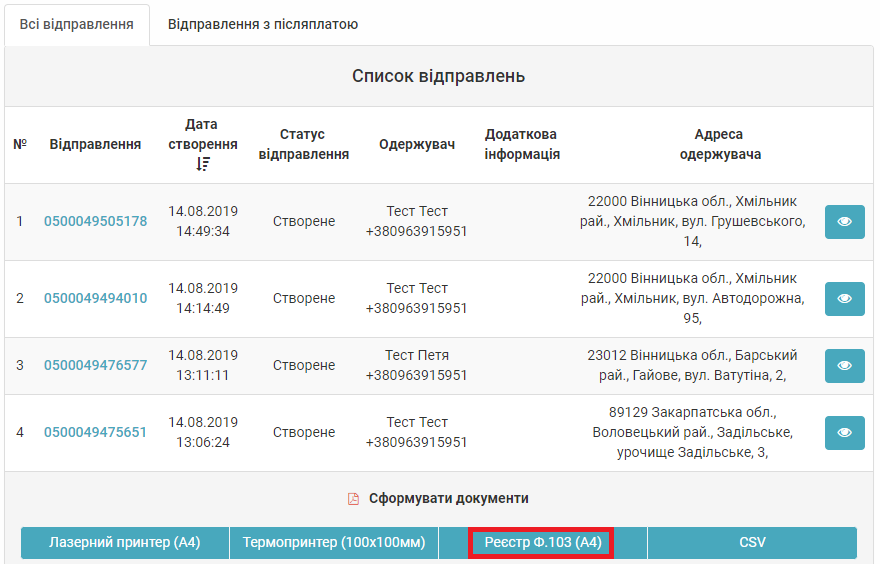 Всі відправлення Відправлення з післяплатою
Список відправлень
№ Відправлення Дата створення Статус відправлення Одержувач Додаткова інформація Адреса одержувача
1 0500049505178 14.08.2019 14:49:34 Створене Тест Тест +380963915951 22000 Вінницька обл., Хмільник рай., Хмільник, вул. Грушевського, 14,
2 0500049494010 14.08.2019 14:14:49 Створене Тест Тест +380963915951 22000 Вінницька обл., Хмільник рай., Хмільник, вул. Автодорожна, 95,
3 0500049476577 14.08.2019 13:11:11 Створене Тест Петя +380963915951 23012 Вінницька обл., Барський рай., Гайове, вул. Ватутіна, 2,
4 0500049475651 14.08.2019 13:06:24 Створене Тест Тест +380963915951 89129 Закарпатська обл., Воловецький рай., Задільське, урочище Задільське, 3,
Сформувати документи
Лазерний принтер (А4) Термопринтер (100х100мм) Реєстр Ф.103 (А4) CSV